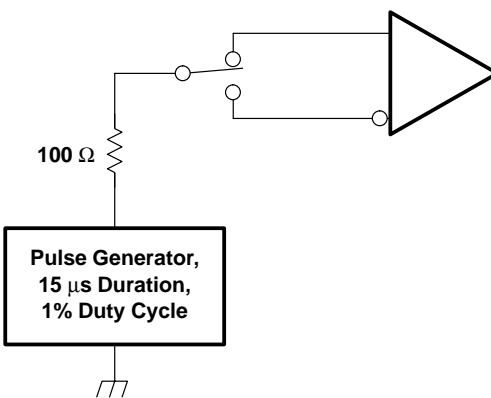 100 Ω
Pulse Generator,
15 μs Duration,
1% Duty Cycle